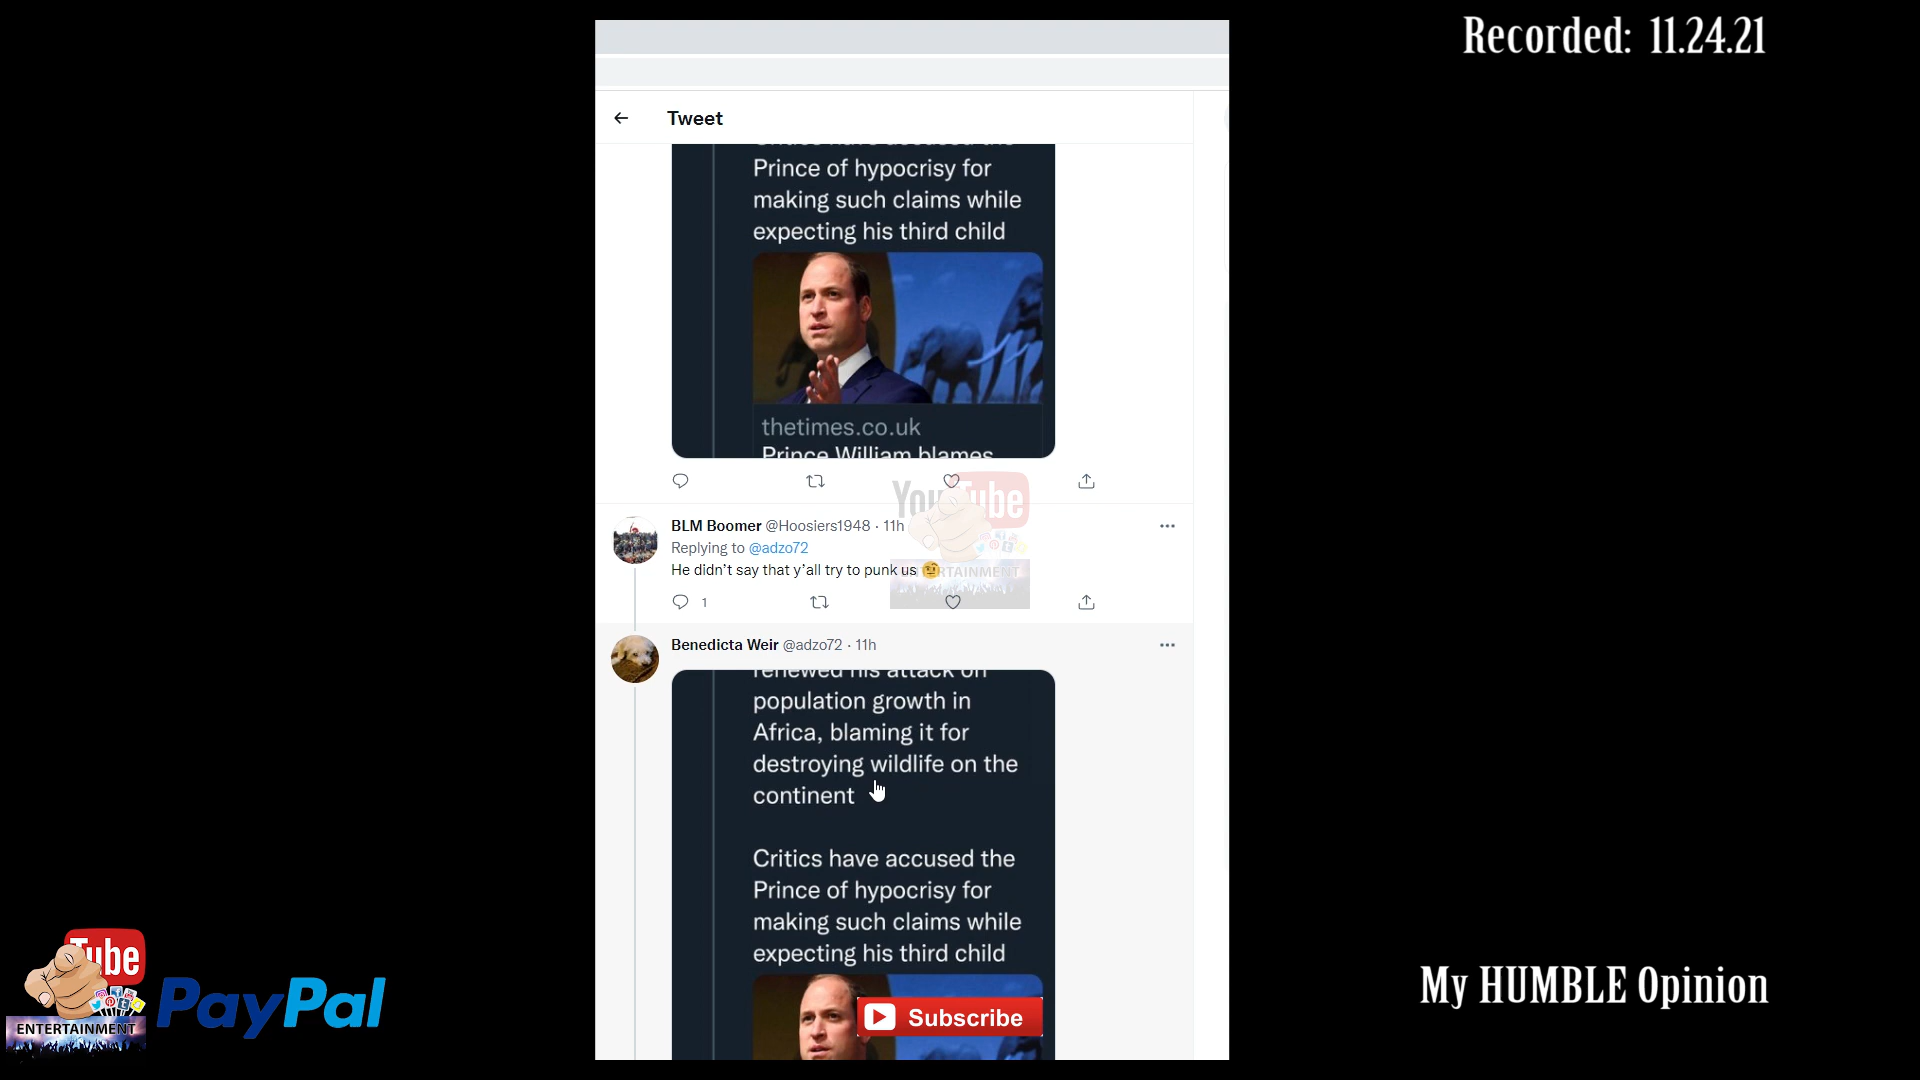 Recorded: 11.24.21
Tweet
Prince of hypocrisy for
making such claims while
expecting his third child
thetimes.co.uk
Prince William blames
BLM Boomer @Hoosiers1948 · 11h
Replying to @adzo72
He didn't say that y'all try to punk us 🤨
1
Benedicta Weir @adzo72 · 11h
renewed his attack on
population growth in
Africa, blaming it for
destroying wildlife on the
continent
Critics have accused the
Prince of hypocrisy for
making such claims while
expecting his third child
Subscribe
YouTube
ENTERTAINMENT
Tube
ENTERTAINMENT
PayPal
My HUMBLE Opinion